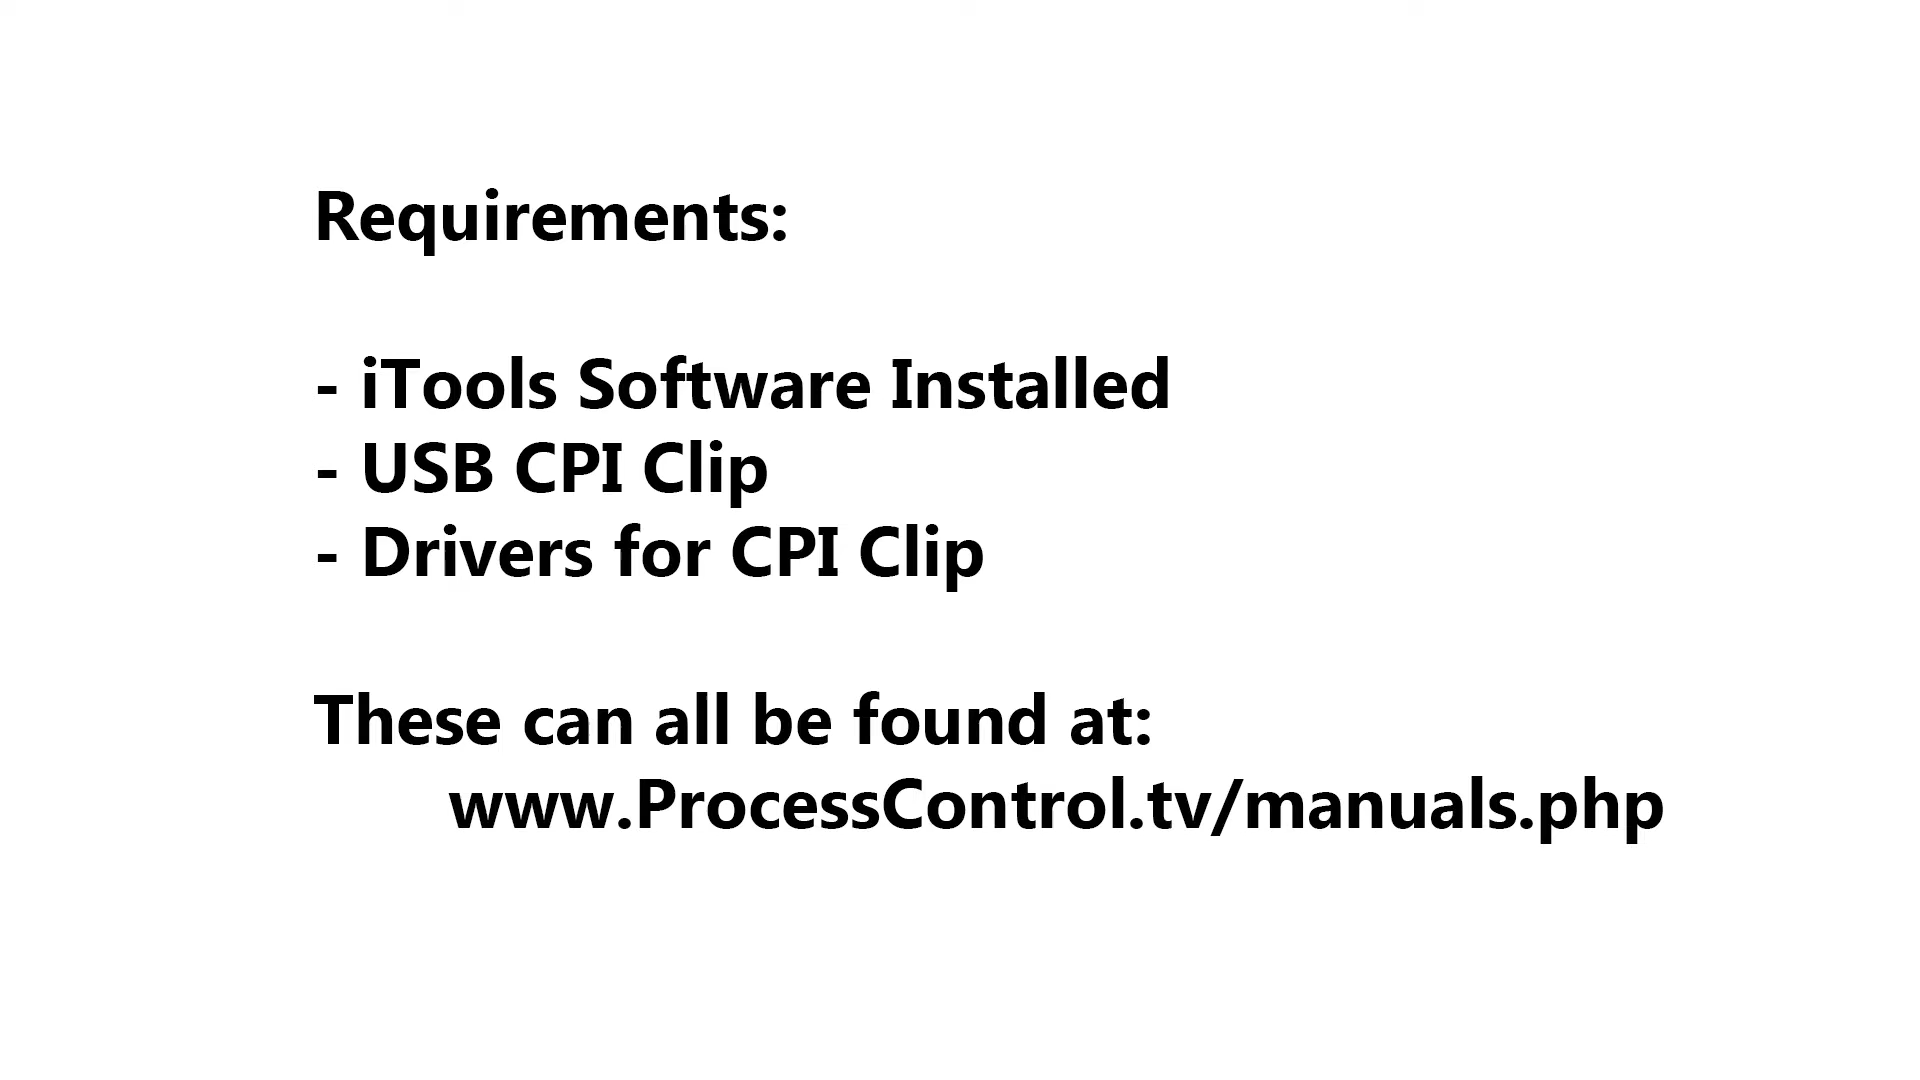 Requirements:
- iTools Software Installed
- USB CPI Clip
- Drivers for CPI Clip
These can all be found at:
www.ProcessControl.tv/manuals.php